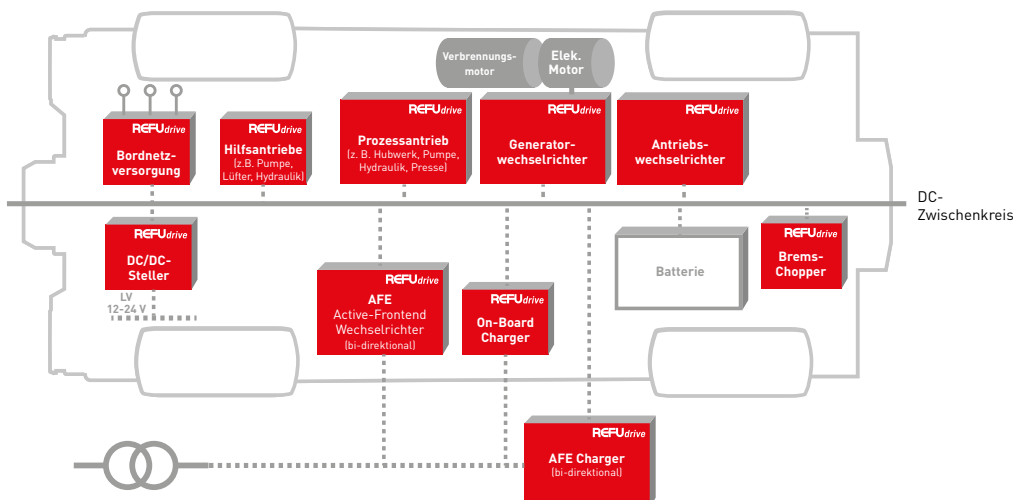 Verbrennungs-
motor
Elek.
Motor
REFUdrive
Bordnetz-
versorgung
REFUdrive
Hilfsantriebe
(z.B. Pumpe,
Lüfter, Hydraulik)
REFUdrive
Prozessantrieb
(z. B. Hubwerk, Pumpe,
Hydraulik, Presse)
REFUdrive
Generator-
wechselrichter
REFUdrive
Antriebs-
wechselrichter
DC-
Zwischenkreis
REFUdrive
DC/DC-
Steller
LV
12-24 V
REFUdrive
AFE
Active-Frontend
Wechselrichter
(bi-direktional)
REFUdrive
On-Board
Charger
Batterie
REFUdrive
Brems-
Chopper
REFUdrive
AFE Charger
(bi-direktional)